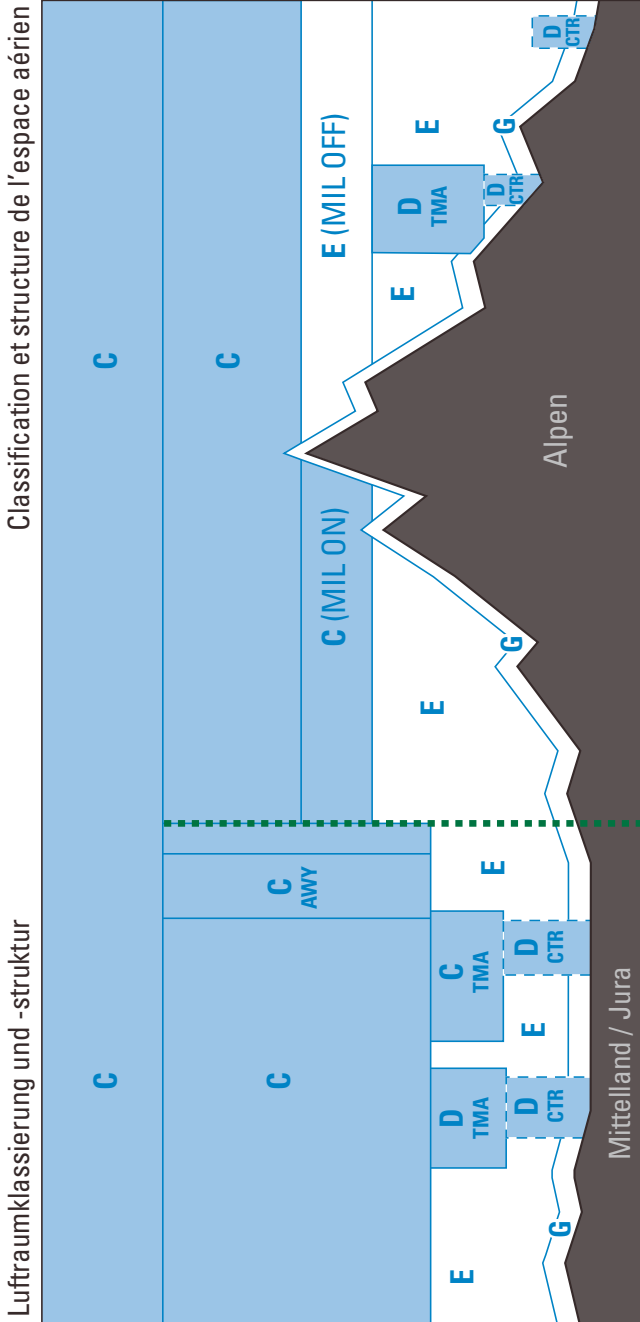 Luftraumklassierung und -struktur
Classification et structure de l'espace aérien
C
C
C
C
C
AWY
C (MIL ON)
E (MIL OFF)
E
D
TMA
C
TMA
E
E
E
E
D
TMA
E
D
CTR
D
CTR
D
CTR
D
CTR
G
G
G
Mittelland / Jura
Alpen